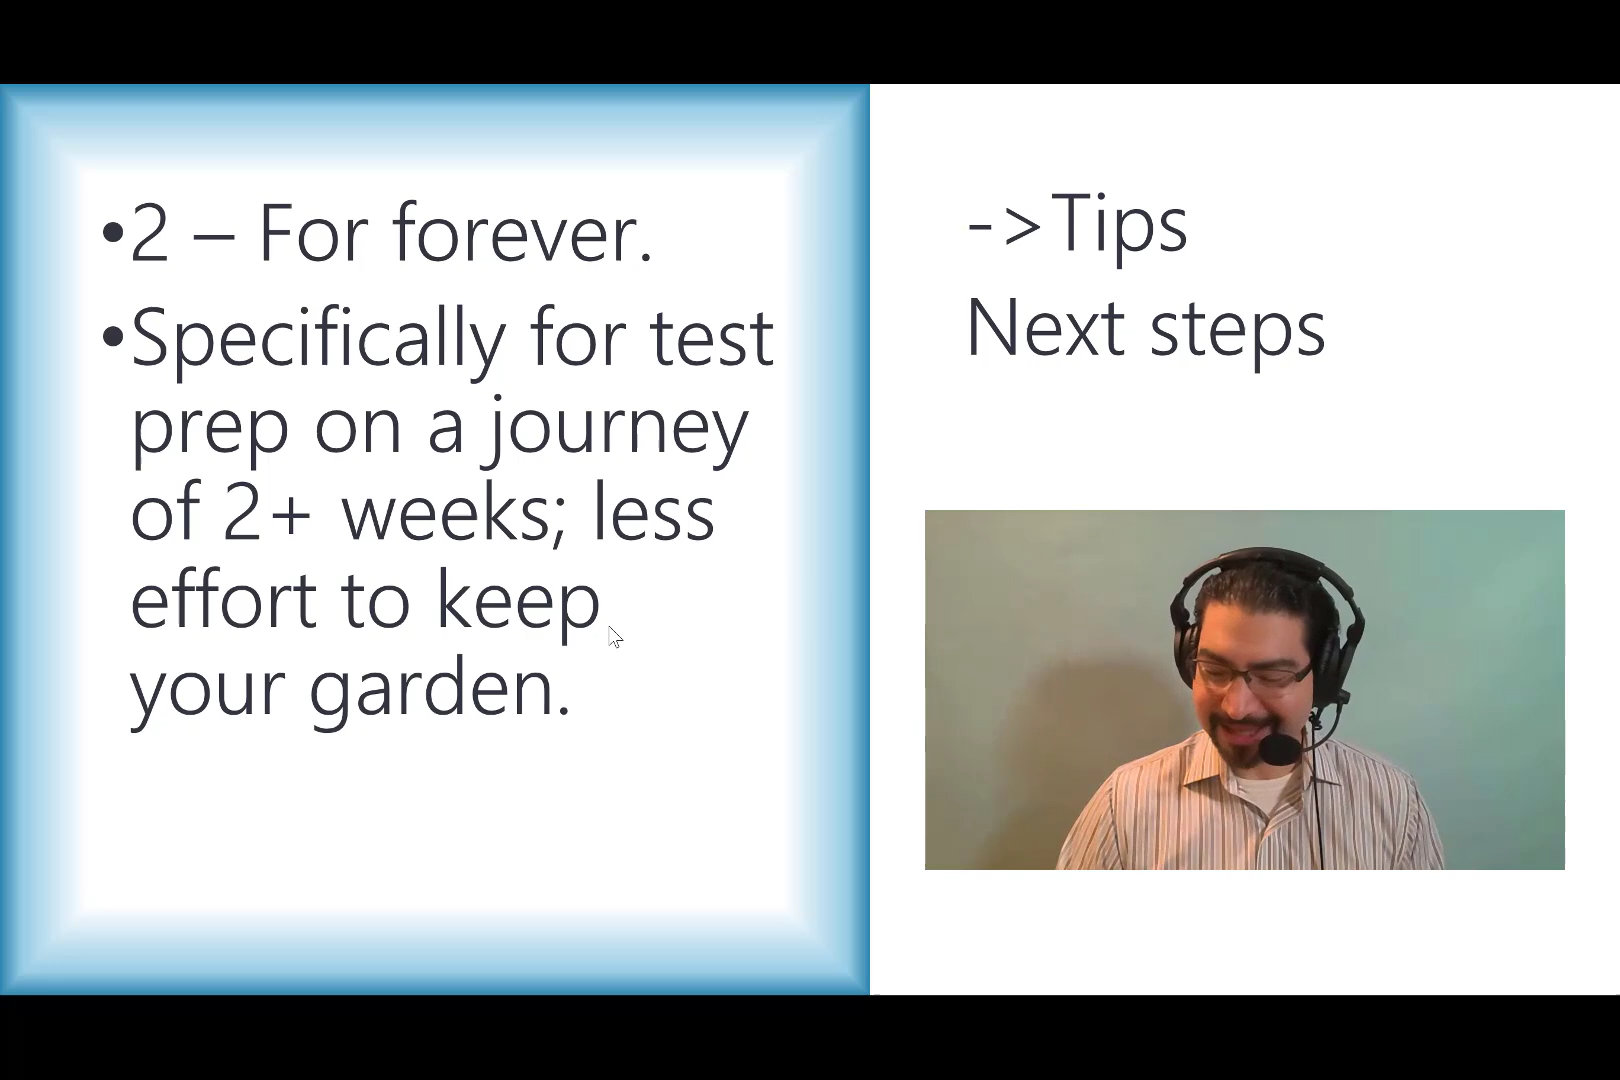 •2 – For forever.
•Specifically for test
prep on a journey
of 2+ weeks; less
effort to keep
your garden.
->Tips
Next steps